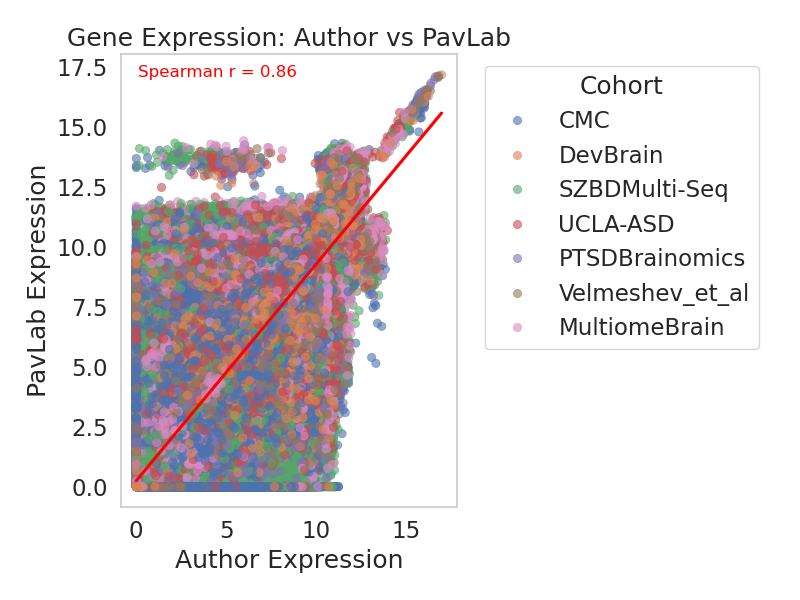 Gene Expression: Author vs PavLab
Spearman r = 0.86
17.5
15.0
12.5
10.0
7.5
5.0
2.5
0.0
PavLab Expression
0 5 10 15
Author Expression
Cohort
CMC
DevBrain
SZBDMulti-Seq
UCLA-ASD
PTSDBrainomics
Velmeshev_et_al
MultiomeBrain